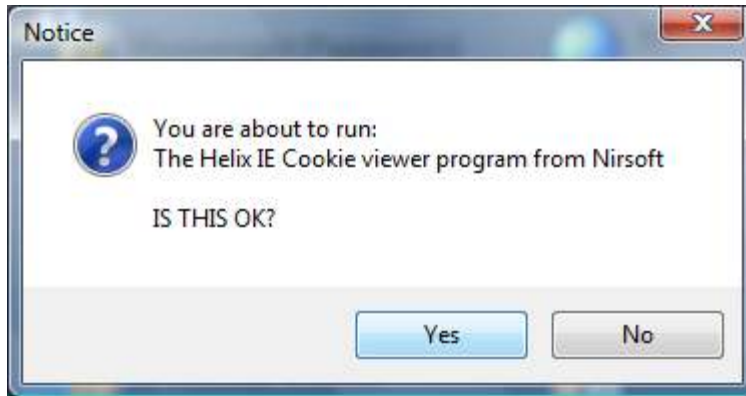 Notice
You are about to run:
The Helix IE Cookie viewer program from Nirsoft
IS THIS OK?
Yes
No